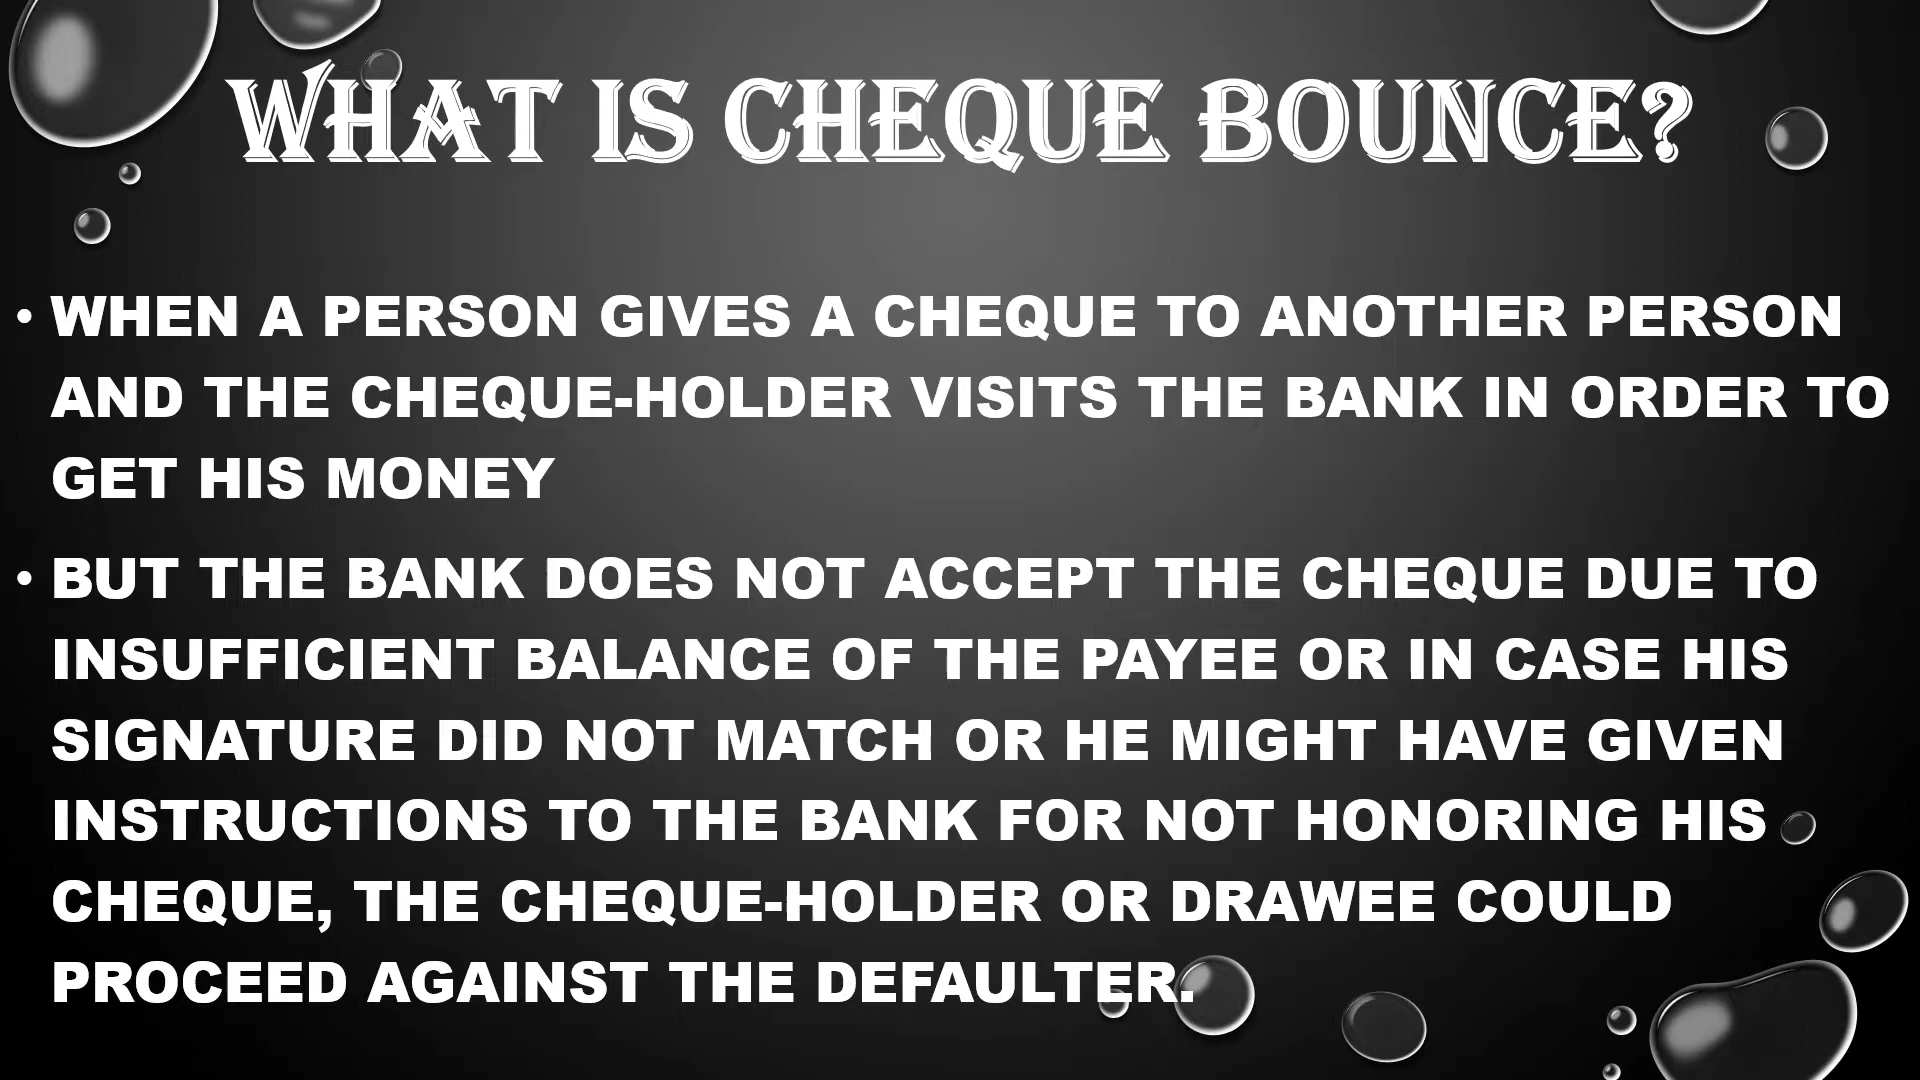 WHAT IS CHEQUE BOUNCE?
• WHEN A PERSON GIVES A CHEQUE TO ANOTHER PERSON
AND THE CHEQUE-HOLDER VISITS THE BANK IN ORDER TO
GET HIS MONEY
• BUT THE BANK DOES NOT ACCEPT THE CHEQUE DUE TO
INSUFFICIENT BALANCE OF THE PAYEE OR IN CASE HIS
SIGNATURE DID NOT MATCH OR HE MIGHT HAVE GIVEN
INSTRUCTIONS TO THE BANK FOR NOT HONORING HIS
CHEQUE, THE CHEQUE-HOLDER OR DRAWEE COULD
PROCEED AGAINST THE DEFAULTER.